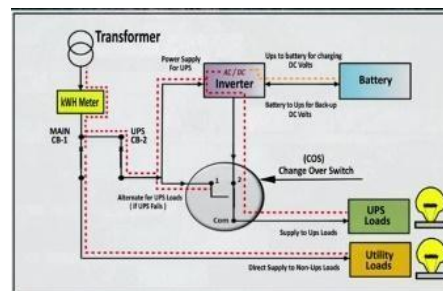 Transformer
Power Supply
For UPS
AC / DC
Inverter
Ups to battery for charging
DC Volts
Battery
Battery to Ups for Back-up
DC Volts
kWH Meter
MAIN
CB-1
UPS
CB-2
(COS)
Change Over Switch
1
2
Com
Alternate for UPS Loads
( If UPS Fails )
UPS
Loads
Supply to Ups Loads
Utility
Loads
Direct Supply to Non-Ups Loads